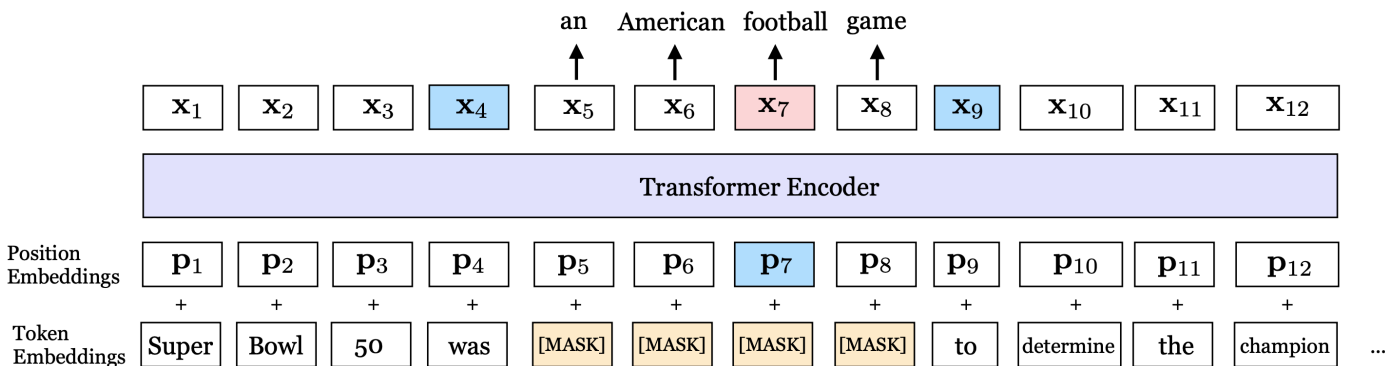 an American football game
x1 x2 x3 x4 x5 x6 x7 x8 x9 x10 x11 x12
Transformer Encoder
Position
Embeddings
p1 p2 p3 p4 p5 p6 p7 p8 p9 p10 p11 p12
+ + + + + + + + + + + +
Token
Embeddings
Super Bowl 50 was [MASK] [MASK] [MASK] [MASK] to determine the champion ...